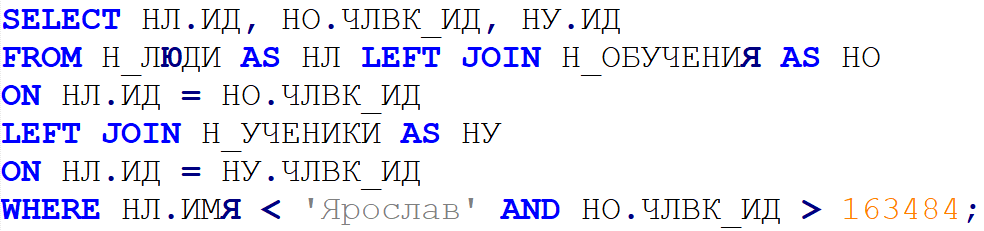 SELECT НЛ.ИД, НО.ЧЛВК_ИД, НУ.ИД
FROM Н_ЛЮДИ AS НЛ LEFT JOIN Н_ОБУЧЕНИЯ AS НО
ON НЛ.ИД = НО.ЧЛВК_ИД
LEFT JOIN Н_УЧЕНИКИ AS НУ
ON НЛ.ИД = НУ.ЧЛВК_ИД
WHERE НЛ.ИМЯ < 'Ярослав' AND НО.ЧЛВК_ИД > 163484;